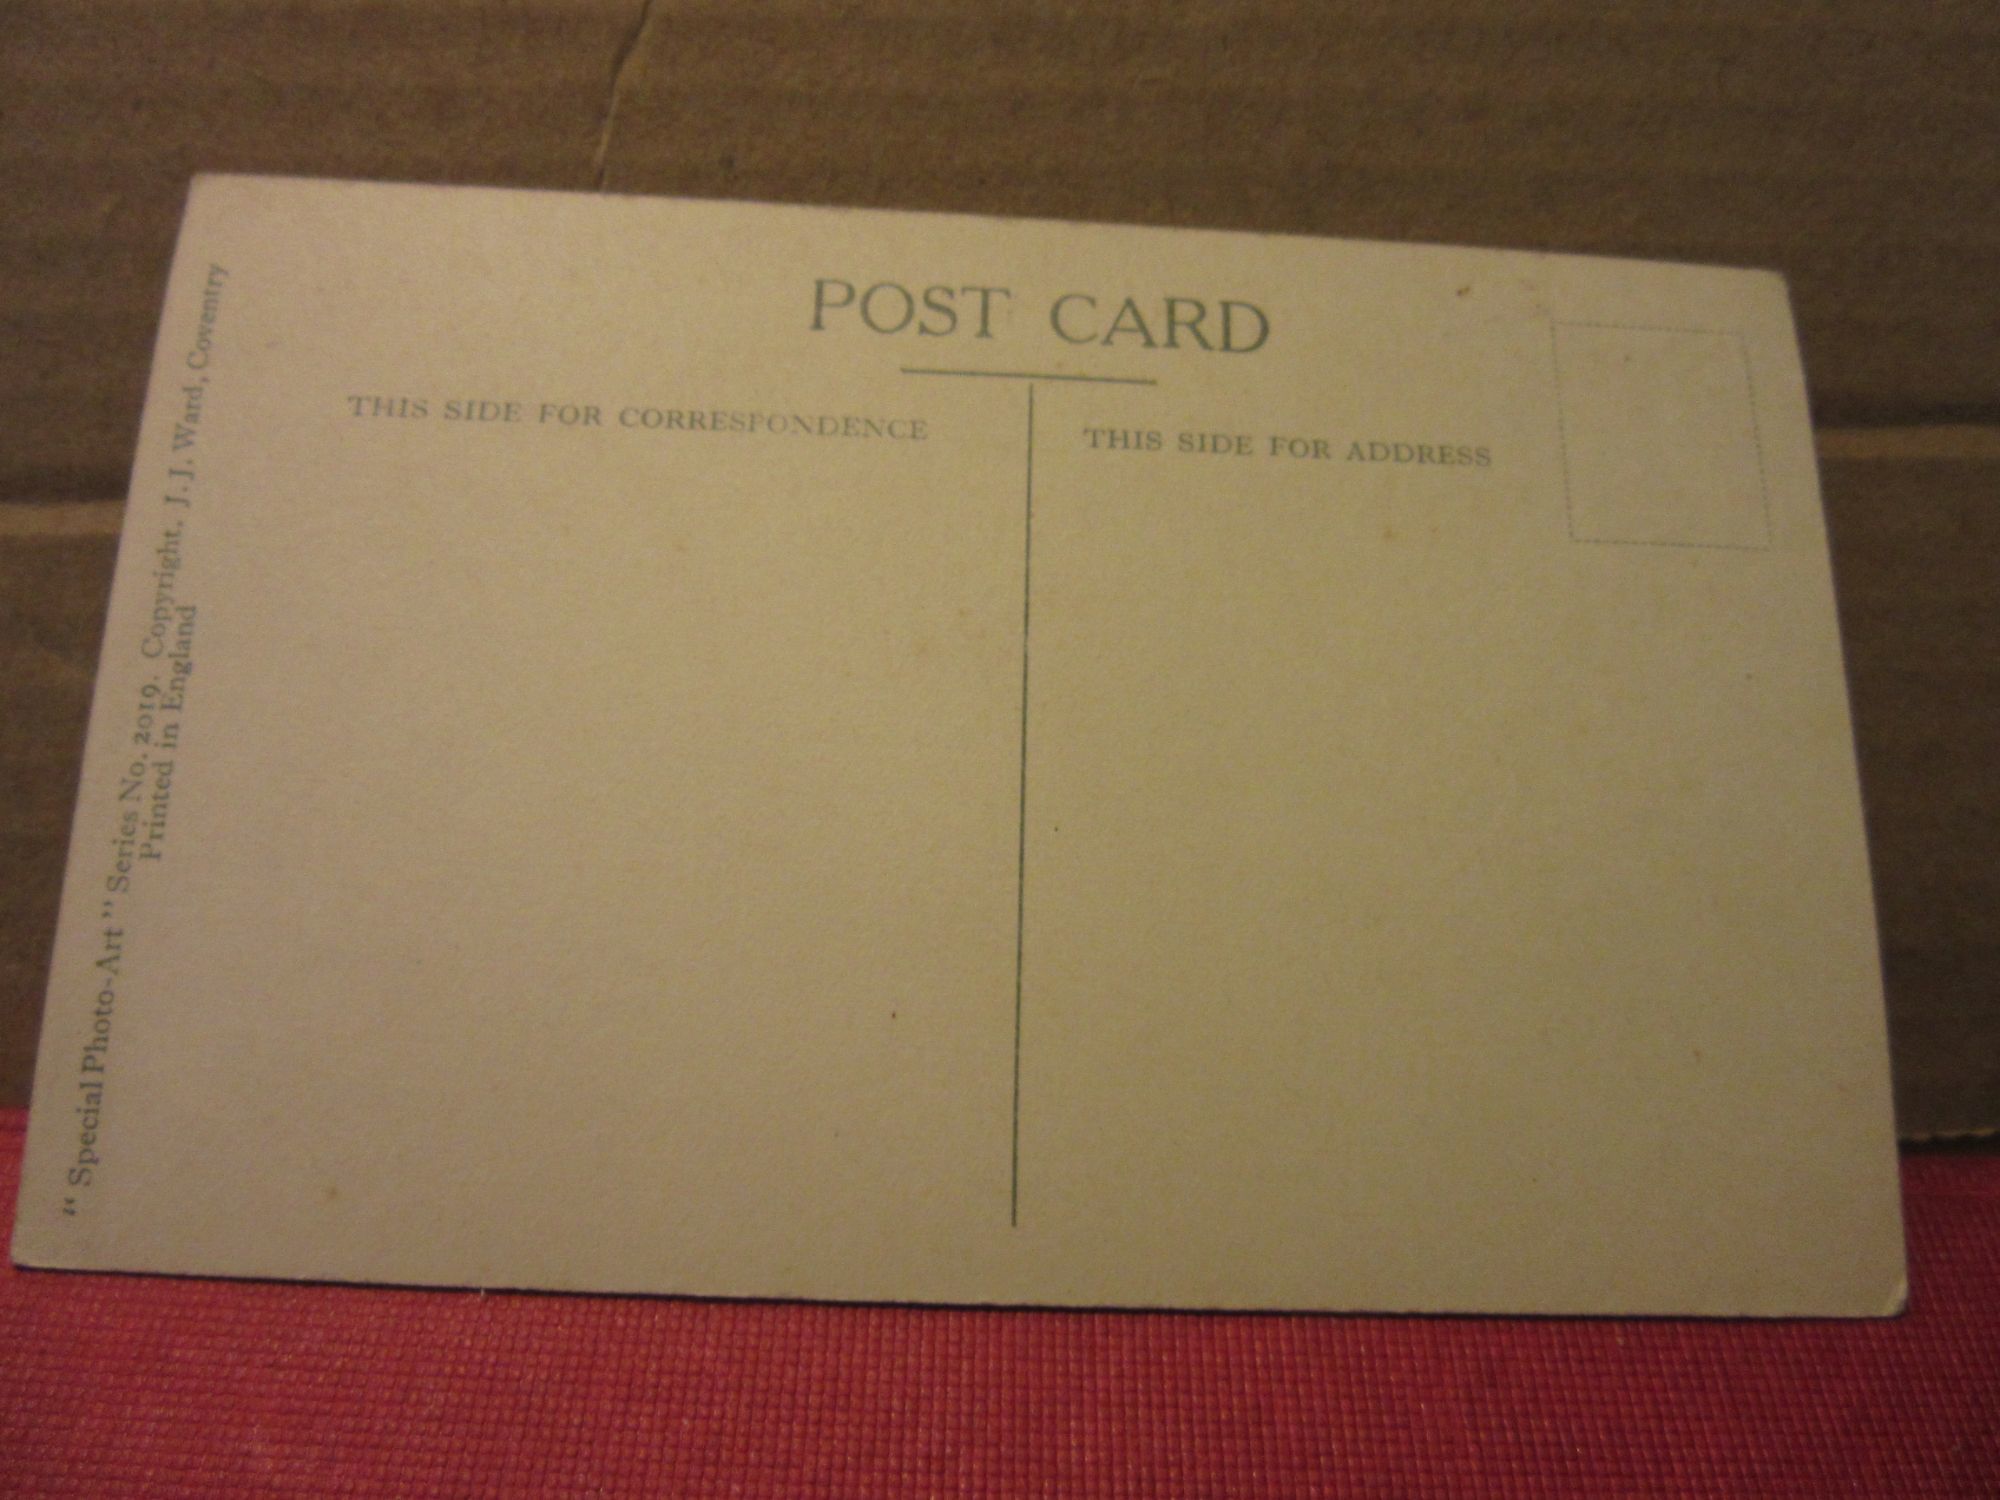 POST CARD
THIS SIDE FOR CORRESPONDENCE
THIS SIDE FOR ADDRESS
"Special Photo-Art" Series No. 2019. Copyright, J. J. Ward, Coventry
Printed in England